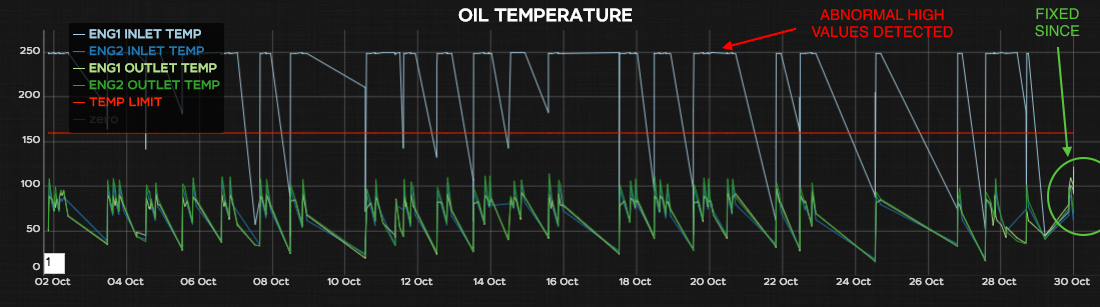 OIL TEMPERATURE
ABNORMAL HIGH
VALUES DETECTED
FIXED
SINCE
ENG1 INLET TEMP
ENG2 INLET TEMP
ENG1 OUTLET TEMP
ENG2 OUTLET TEMP
TEMP LIMIT
zero
250
200
150
100
50
0
1
02 Oct 04 Oct 06 Oct 08 Oct 10 Oct 12 Oct 14 Oct 16 Oct 18 Oct 20 Oct 22 Oct 24 Oct 26 Oct 28 Oct 30 Oct